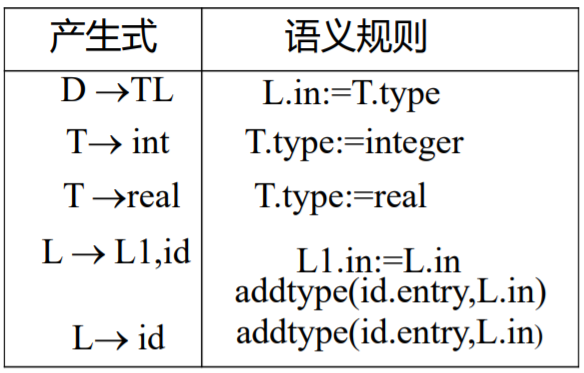 产生式 语义规则
D →TL L.in:=T.type
T→ int T.type:=integer
T →real T.type:=real
L → L1,id L1.in:=L.in
addtype(id.entry,L.in)
L→ id addtype(id.entry,L.in)